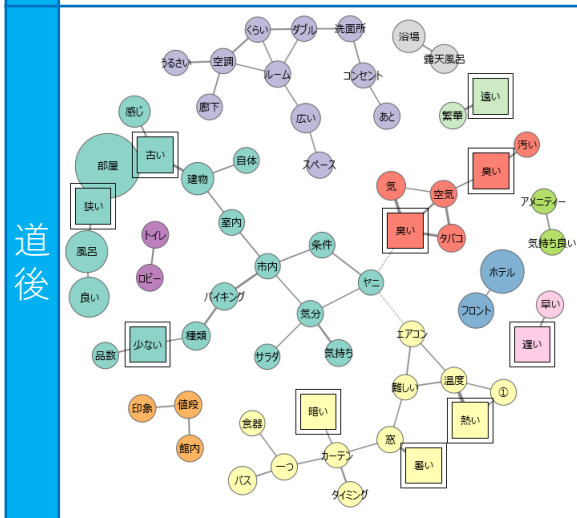 道後
くらい
ダブル
洗面所
浴場
露天風呂
うるさい
空調
ルーム
コンセント
遠い
繁華
廊下
広い
あと
感じ
スペース
部屋
古い
建物
自体
汚い
臭い
気
空気
アメニティー
狭い
室内
臭い
タバコ
気持ち良い
風呂
トイレ
条件
市内
ホテル
ロビー
ヤニ
良い
バイキング
気分
フロント
早い
エアコン
種類
少ない
品数
サラダ
気持ち
遅い
難しい
温度
①
印象
値段
食器
暗い
熱い
館内
窓
一つ
カーテン
暑い
バス
タイミング